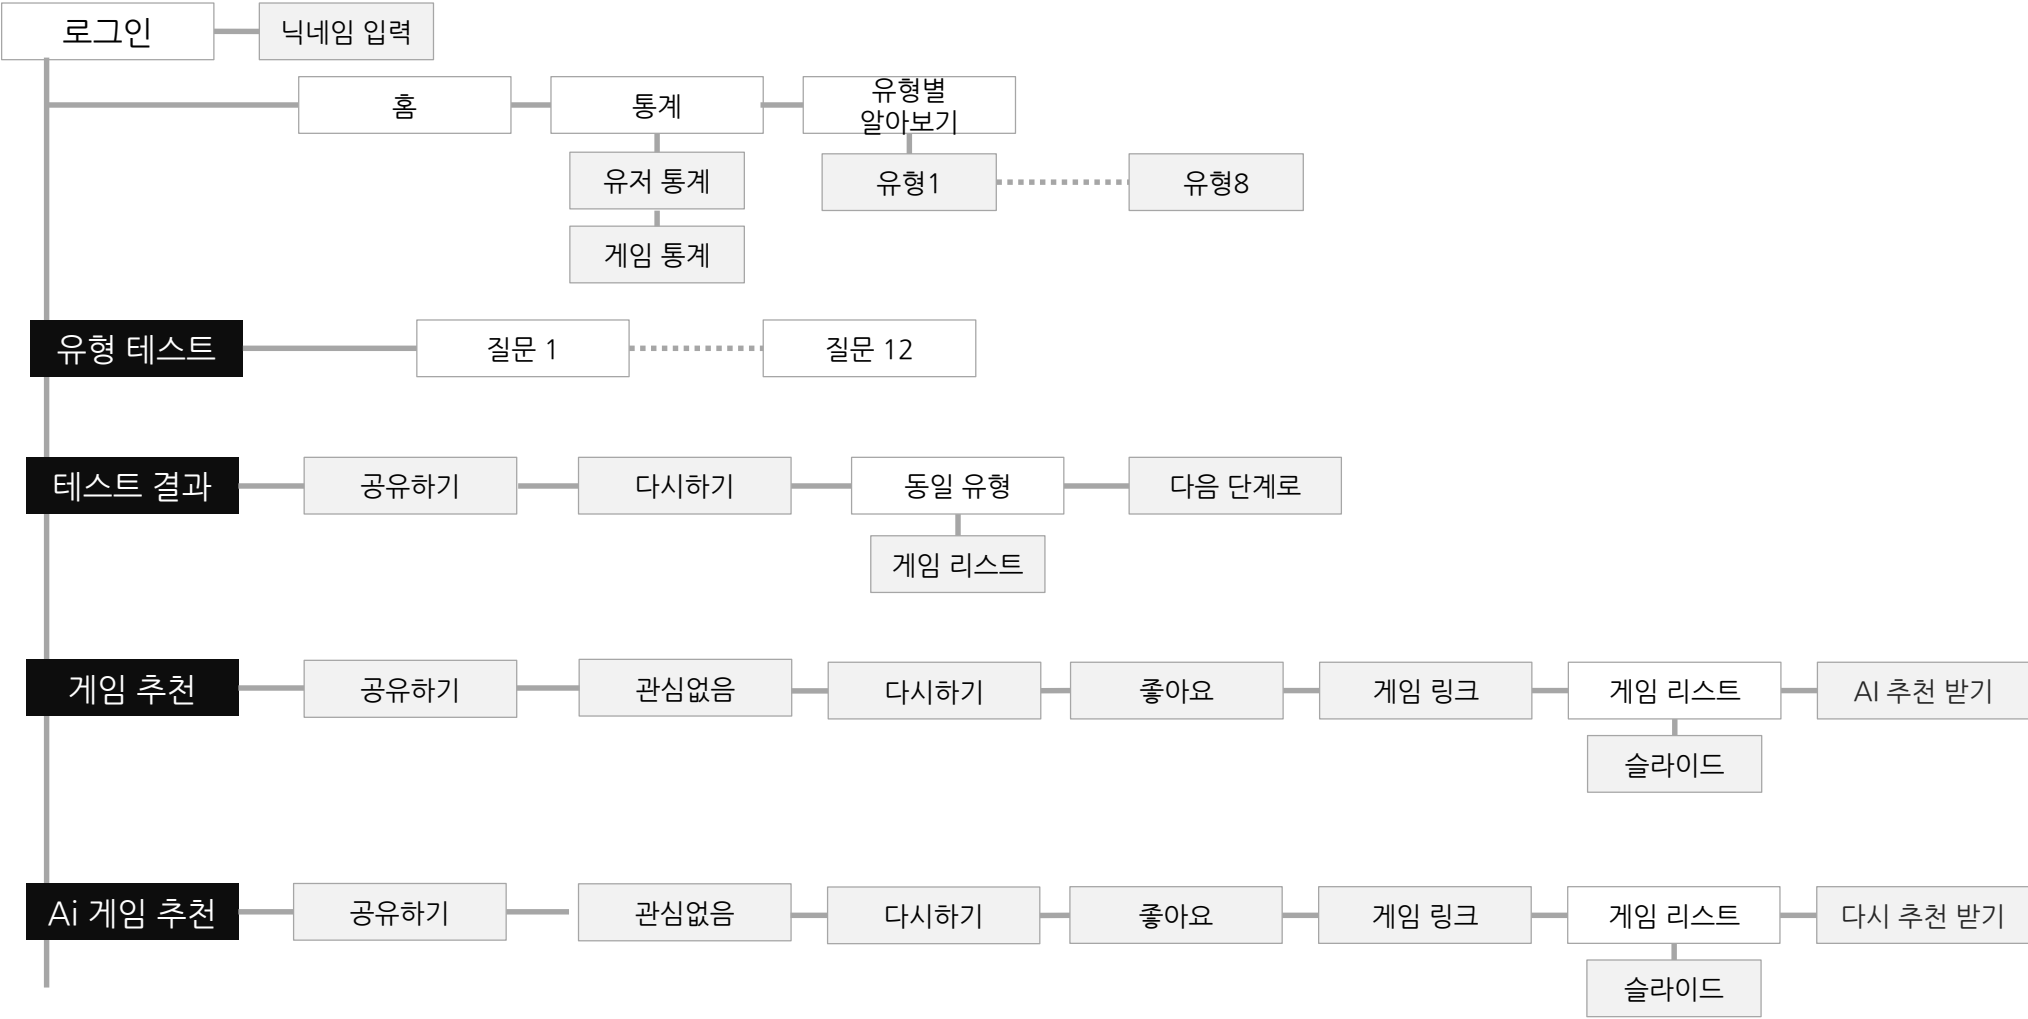 로그인
닉네임 입력
홈
통계
유형별
알아보기
유저 통계
유형1
유형8
게임 통계
유형 테스트
질문 1
질문 12
테스트 결과
공유하기
다시하기
동일 유형
다음 단계로
게임 리스트
게임 추천
공유하기
관심없음
다시하기
좋아요
게임 링크
게임 리스트
AI 추천 받기
슬라이드
Ai 게임 추천
공유하기
관심없음
다시하기
좋아요
게임 링크
게임 리스트
다시 추천 받기
슬라이드